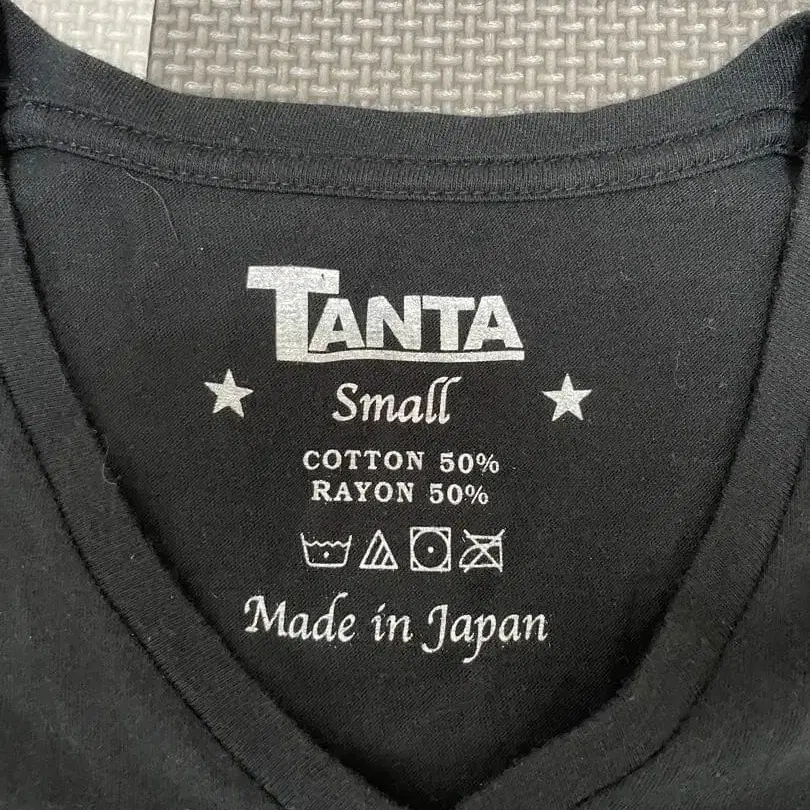 TANTA
Small
COTTON 50%
RAYON 50%
Made in Japan